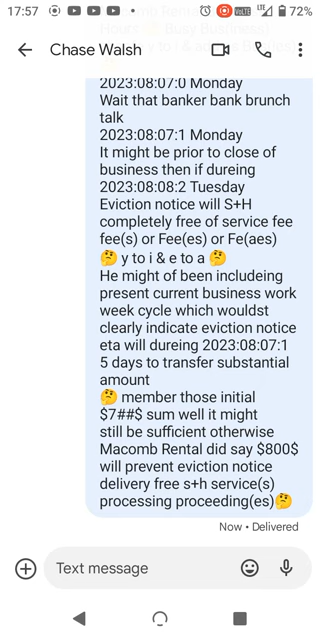 17:57
72%
Chase Walsh
2023:08:07:0 Monday
Wait that banker bank brunch
talk
2023:08:07:1 Monday
It might be prior to close of
business then if dureing
2023:08:08:2 Tuesday
Eviction notice will S+H
completely free of service fee
fee(s) or Fee(es) or Fe(aes)
🤔 y to i & e to a 🤔
He might of been includeing
present current business work
week cycle which wouldst
clearly indicate eviction notice
eta will dureing 2023:08:07:1
5 days to transfer substantial
amount
🤔 member those initial
$7##$ sum well it might
still be sufficient otherwise
Macomb Rental did say $800$
will prevent eviction notice
delivery free s+h service(s)
processing proceeding(es)🤔
Now • Delivered
Text message